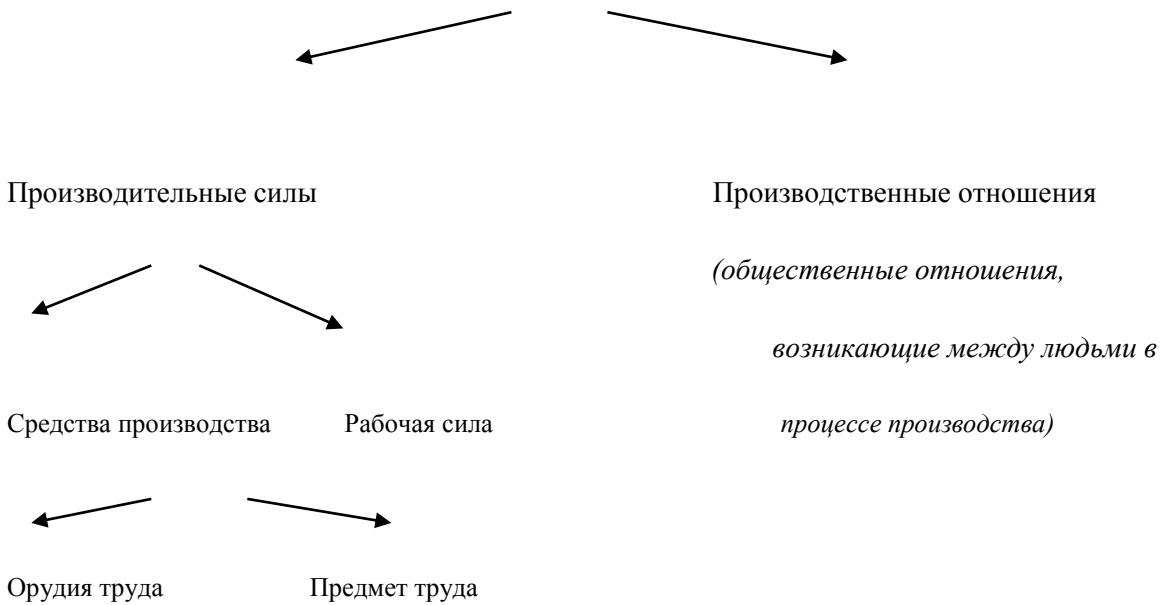 Производительные силы
Производственные отношения
(общественные отношения,
возникающие между людьми в
процессе производства)
Средства производства
Рабочая сила
Орудия труда
Предмет труда